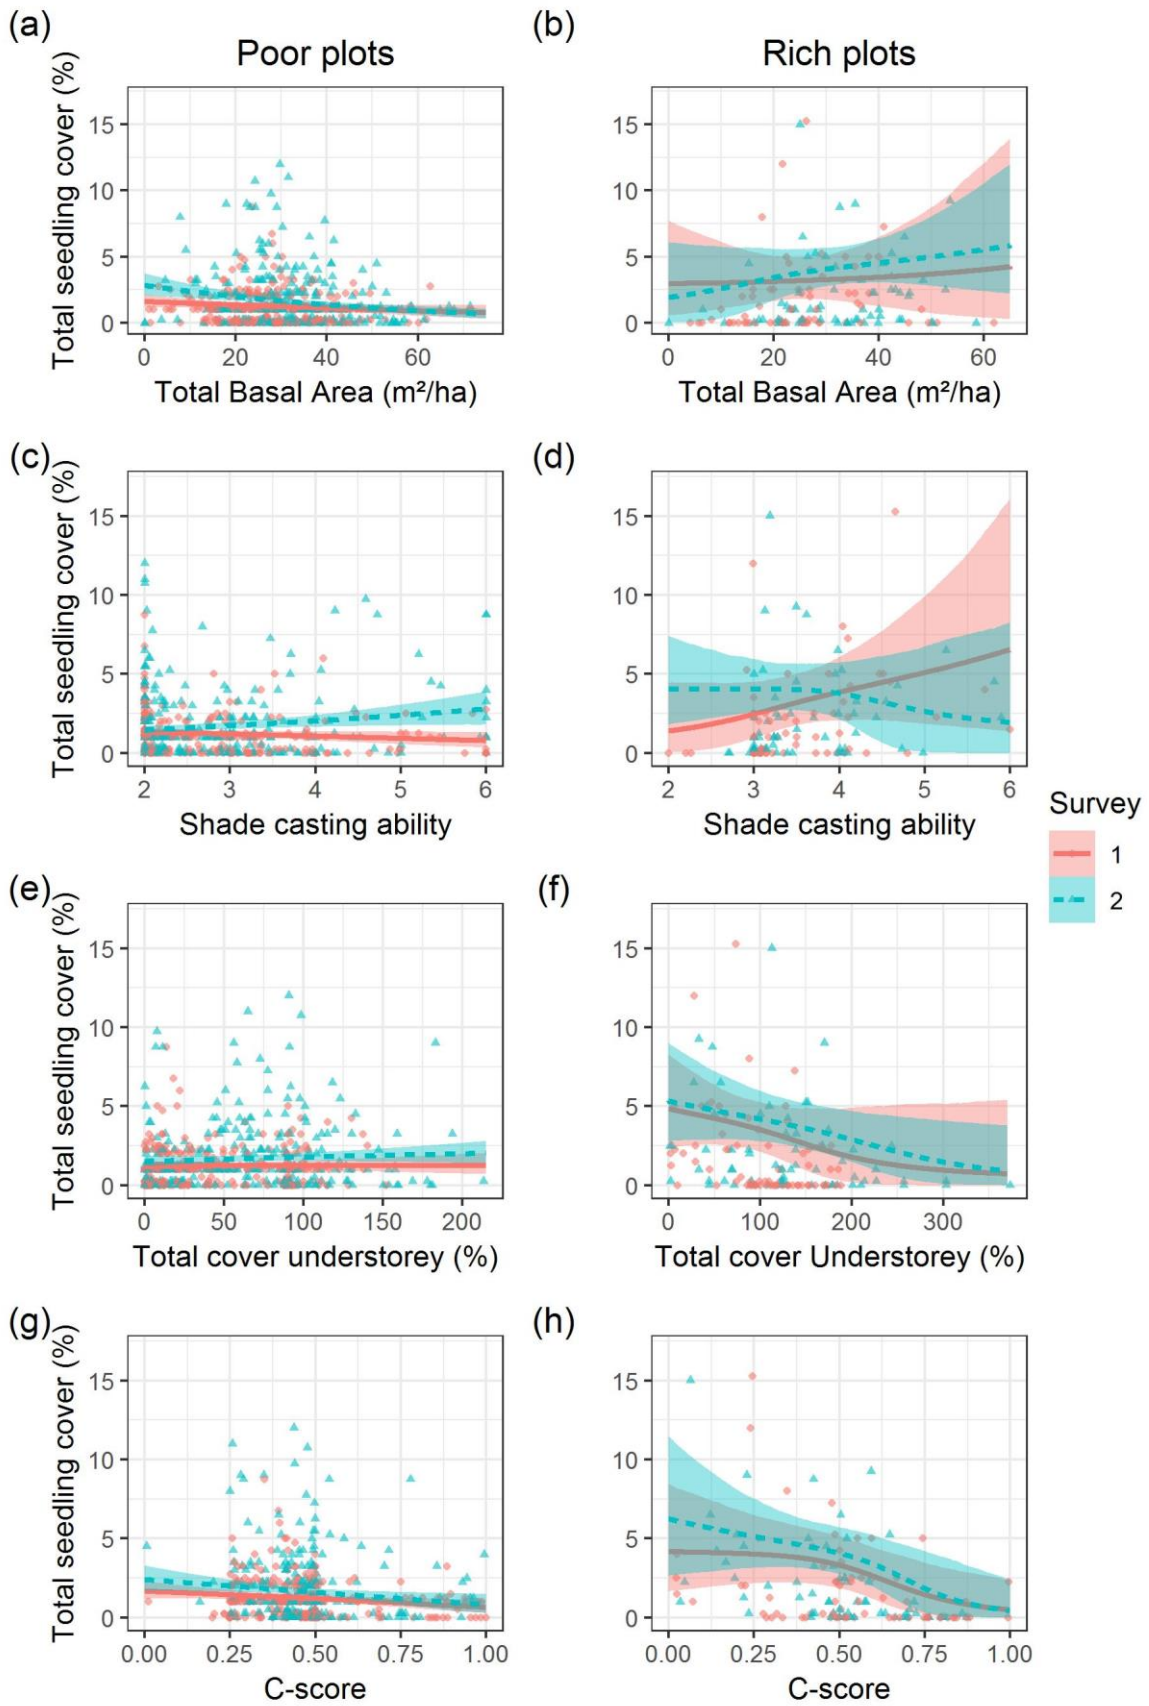 (a)
Poor plots
Total seedling cover (%)
15
10
5
0
0 20 40 60
Total Basal Area (m²/ha)
(b)
Rich plots
15
10
5
0
0 20 40 60
Total Basal Area (m²/ha)
(c)
Total seedling cover (%)
15
10
5
0
2 3 4 5 6
Shade casting ability
(d)
15
10
5
0
2 3 4 5 6
Shade casting ability
Survey
1
2
(e)
Total seedling cover (%)
15
10
5
0
0 50 100 150 200
Total cover understorey (%)
(f)
15
10
5
0
0 100 200 300
Total cover Understorey (%)
(g)
Total seedling cover (%)
15
10
5
0
0.00 0.25 0.50 0.75 1.00
C-score
(h)
15
10
5
0
0.00 0.25 0.50 0.75 1.00
C-score